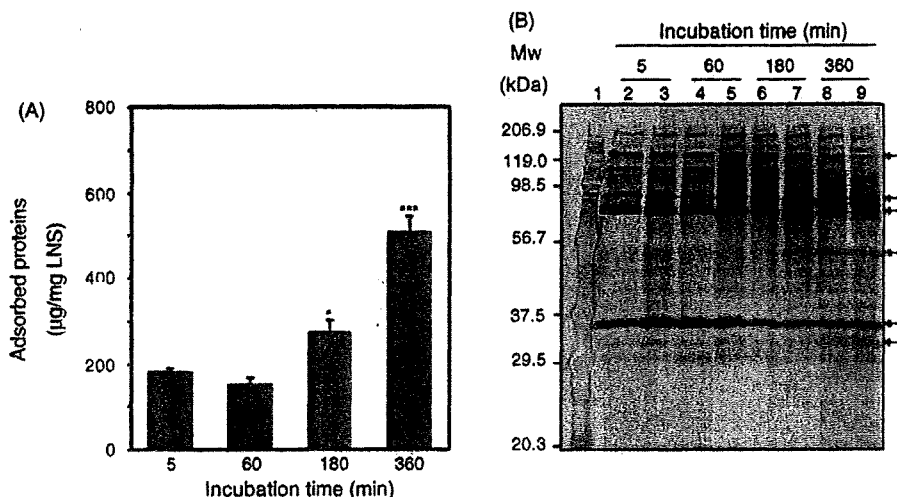 (A)
Adsorbed proteins
(µg/mg LNS)
800
600
400
200
0
*
***
5 60 180 360
Incubation time (min)
(B)
Incubation time (min)
Mw
(kDa)
5 60 180 360
1 2 3 4 5 6 7 8 9
206.9
119.0
98.5
56.7
37.5
29.5
20.3